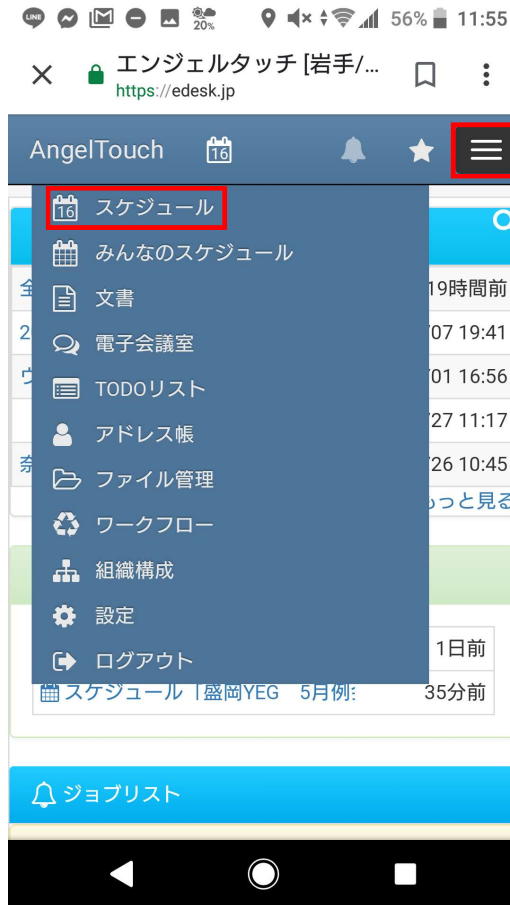 LINE
20%
56%
11:55
エンジェルタッチ [岩手/...
https://edesk.jp
AngelTouch
16
16 スケジュール
みんなのスケジュール
19時間前
文書
07 19:41
電子会議室
01 16:56
TODOリスト
27 11:17
アドレス帳
26 10:45
ファイル管理
っと見る
ワークフロー
組織構成
設定
1日前
ログアウト
スケジュール「盛岡YEG 5月例:
35分前
ジョブリスト